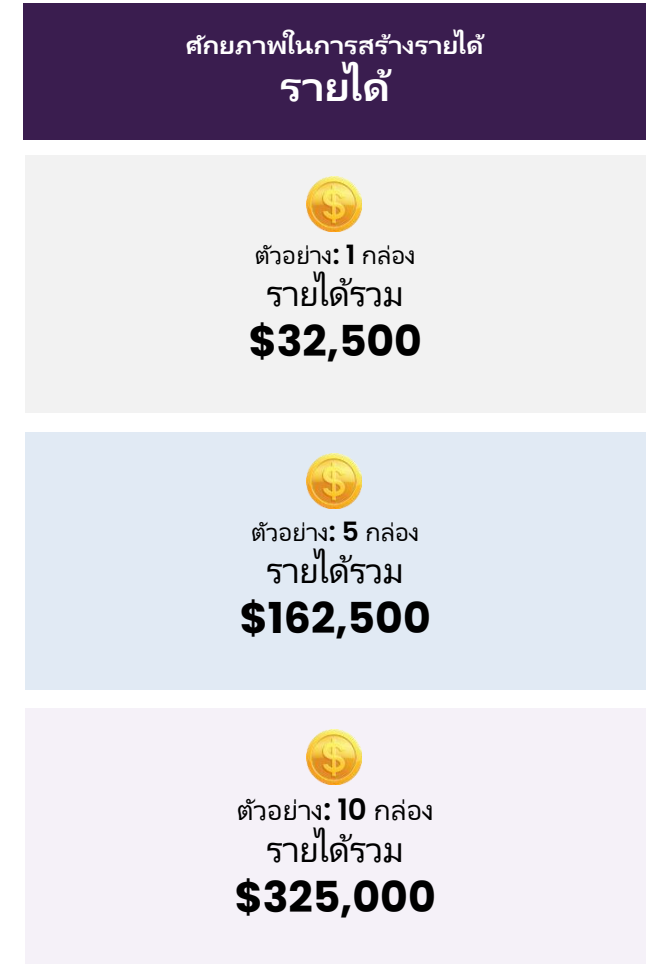 ศักยภาพในการสร้างรายได้
รายได้
ตัวอย่าง: 1 กล่อง
รายได้รวม
$32,500
ตัวอย่าง: 5 กล่อง
รายได้รวม
$162,500
ตัวอย่าง: 10 กล่อง
รายได้รวม
$325,000